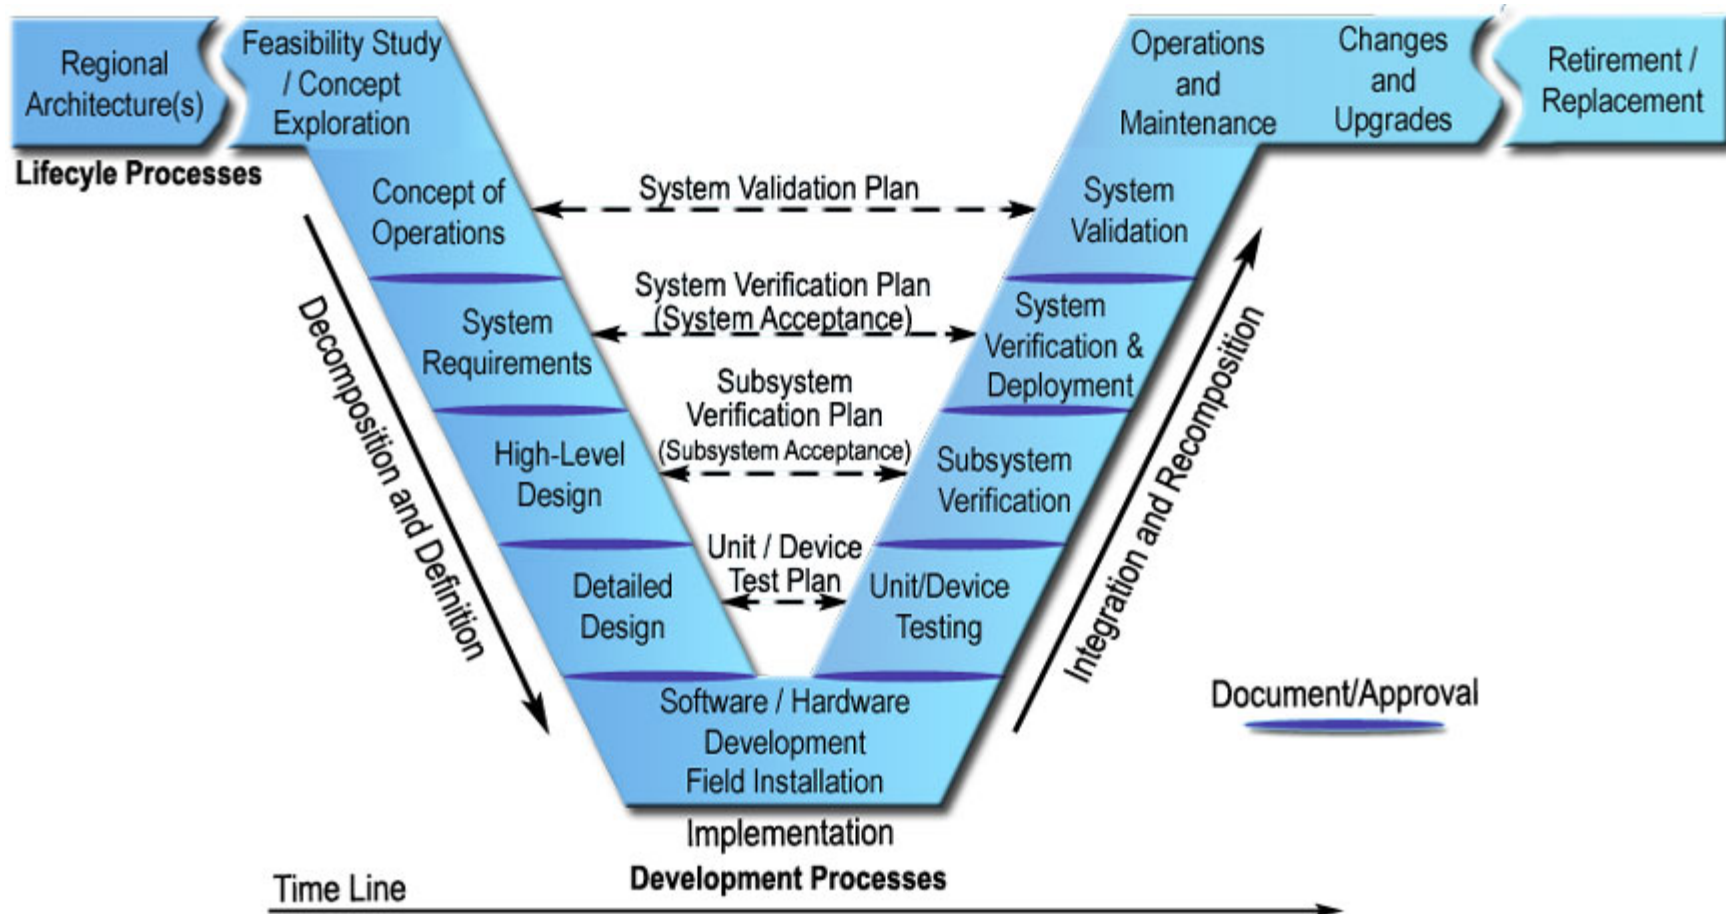 Regional
Architecture(s)
Feasibility Study
/ Concept
Exploration
Operations
and
Maintenance
Changes
and
Upgrades
Retirement /
Replacement
Lifecyle Processes
Concept of
Operations
System Validation Plan
System
Validation
Decomposition and Definition
System
Requirements
System Verification Plan
(System Acceptance)
System
Verification &
Deployment
Integration and Recomposition
High-Level
Design
Subsystem
Verification Plan
(Subsystem Acceptance)
Subsystem
Verification
Detailed
Design
Unit / Device
Test Plan
Unit/Device
Testing
Software / Hardware
Development
Field Installation
Document/Approval
Implementation
Development Processes
Time Line